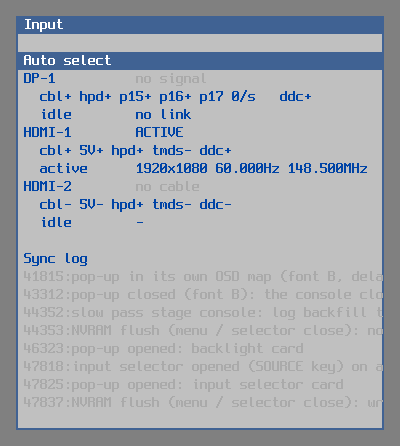 Input
Auto select
DP-1 no signal
cbl+ hpd+ p15+ p16+ p17 0/s ddc+
idle no link
HDMI-1 ACTIVE
cbl+ 5V+ hpd+ tmds- ddc+
active 1920x1080 60.000Hz 148.500MHz
HDMI-2 no cable
cbl- 5V- hpd+ tmds- ddc-
idle -
Sync log
41815:pop-up in its own OSD map (font B, dela
43312:pop-up closed (font B): the console clo
44352:slow pass stage console: log backfill t
44353:NVRAM flush (menu / selector close): no
46323:pop-up opened: backlight card
47818:input selector opened (SOURCE key) on a
47825:pop-up opened: input selector card
47837:NVRAM flush (menu / selector close): wr